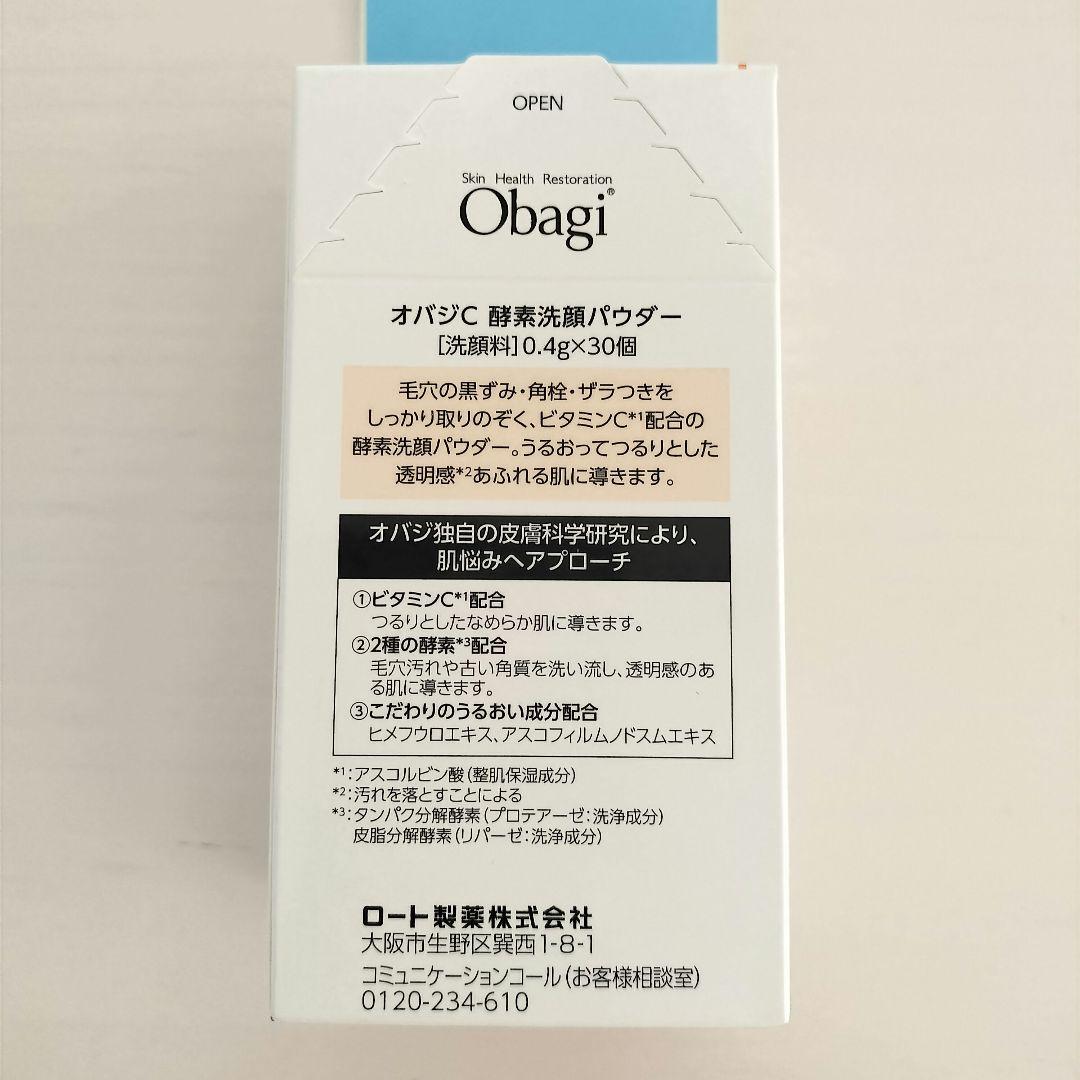 OPEN
Skin Health Restoration
Obagi®
オバジC 酵素洗顔パウダー
[洗顔料]0.4g×30個
毛穴の黒ずみ・角栓・ザラつきを
しっかり取りのぞく、ビタミンC*1配合の
酵素洗顔パウダー。うるおってつるりとした
透明感*2あふれる肌に導きます。
オバジ独自の皮膚科学研究により、
肌悩みへアプローチ
①ビタミンC*1配合
つるりとしたなめらか肌に導きます。
②2種の酵素*3配合
毛穴汚れや古い角質を洗い流し、透明感のあ
る肌に導きます。
③こだわりのうるおい成分配合
ヒメフウロエキス、アスコフィルムノドスムエキス
*1:アスコルビン酸(整肌保湿成分)
*2:汚れを落とすことによる
*3:タンパク分解酵素(プロテアーゼ:洗浄成分)
皮脂分解酵素(リパーゼ:洗浄成分)
ロート製薬株式会社
大阪市生野区巽西1-8-1
コミュニケーションコール(お客様相談室)
0120-234-610